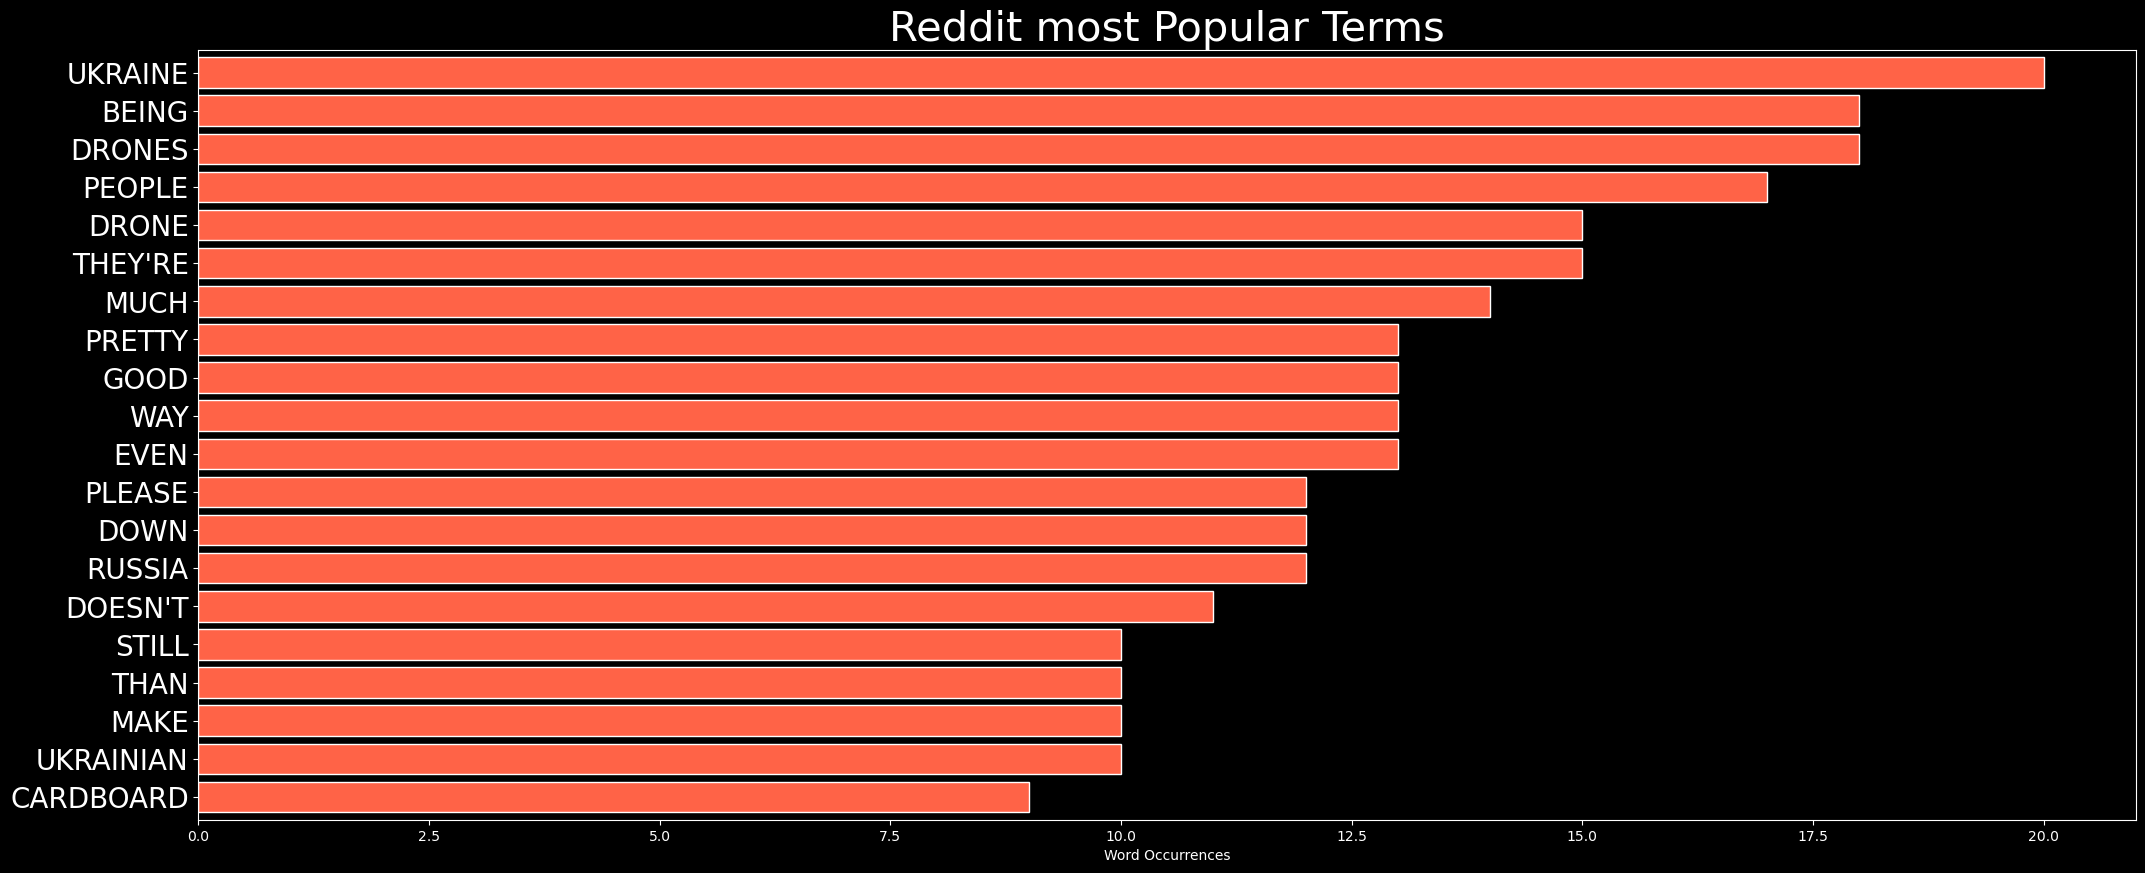 Reddit most Popular Terms
UKRAINE
BEING
DRONES
PEOPLE
DRONE
THEY'RE
MUCH
PRETTY
GOOD
WAY
EVEN
PLEASE
DOWN
RUSSIA
DOESN'T
STILL
THAN
MAKE
UKRAINIAN
CARDBOARD
0.0 2.5 5.0 7.5 10.0 12.5 15.0 17.5 20.0
Word Occurrences